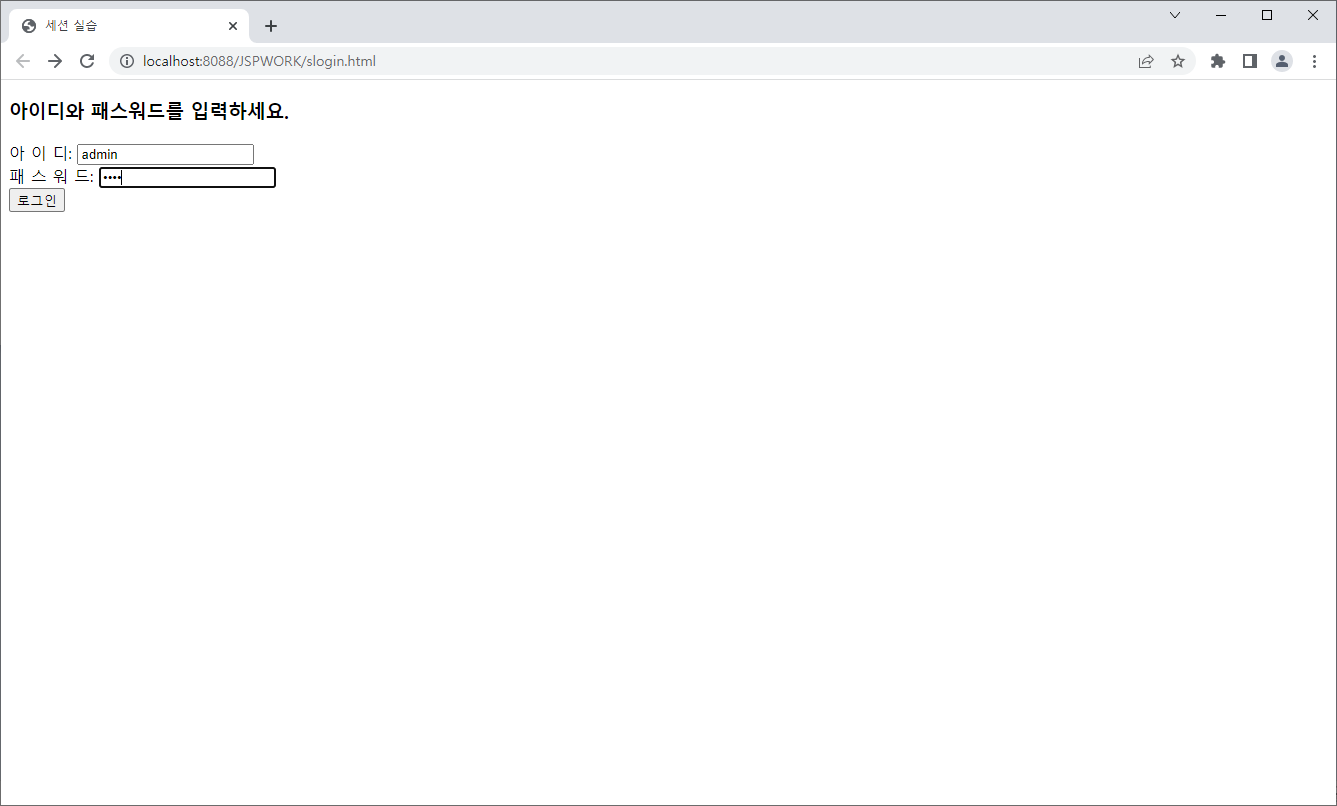 세션 실습
localhost:8088/JSPWORK/slogin.html
아이디와 패스워드를 입력하세요.
아 이 디: admin
패 스 워 드: ••••
로그인